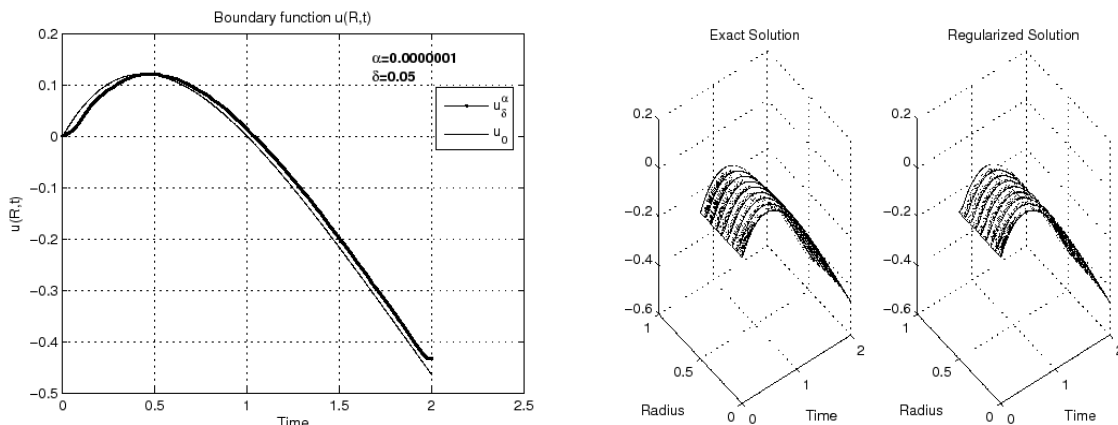 Boundary function u(R,t)
0.2
0.1
0
−0.1
−0.2
−0.3
−0.4
−0.5
u(R,t)
0
0.5
1
1.5
2
2.5
Time
α=0.0000001
δ=0.05
u_δ^α
u_0
Exact Solution
0.2
0
−0.2
−0.4
−0.6
1
0.5
0
Radius
0
1
2
Time
Regularized Solution
0.2
0
−0.2
−0.4
−0.6
1
0.5
0
Radius
0
1
2
Time